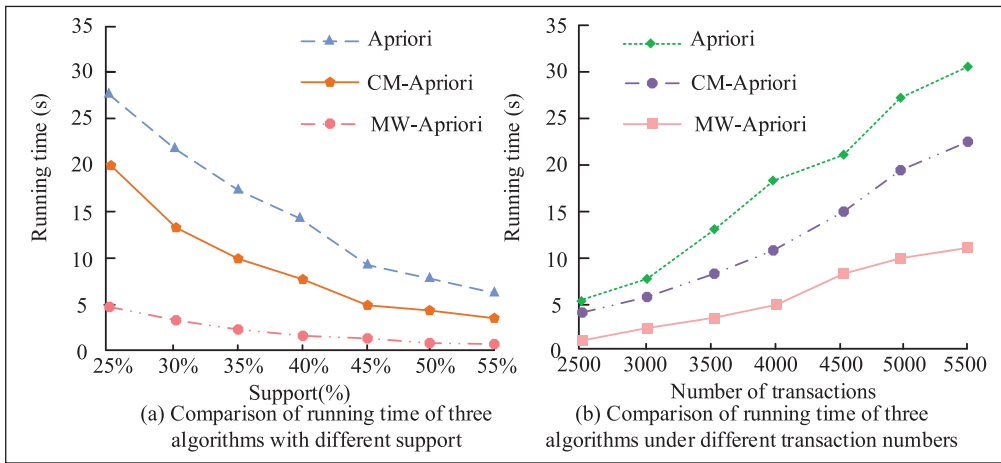 35
30
25
20
15
10
5
0
Running time (s)
Apriori
CM-Apriori
MW-Apriori
25% 30% 35% 40% 45% 50% 55%
Support(%)
(a) Comparison of running time of three
algorithms with different support
35
30
25
20
15
10
5
0
Running time (s)
Apriori
CM-Apriori
MW-Apriori
2500 3000 3500 4000 4500 5000 5500
Number of transactions
(b) Comparison of running time of three
algorithms under different transaction numbers